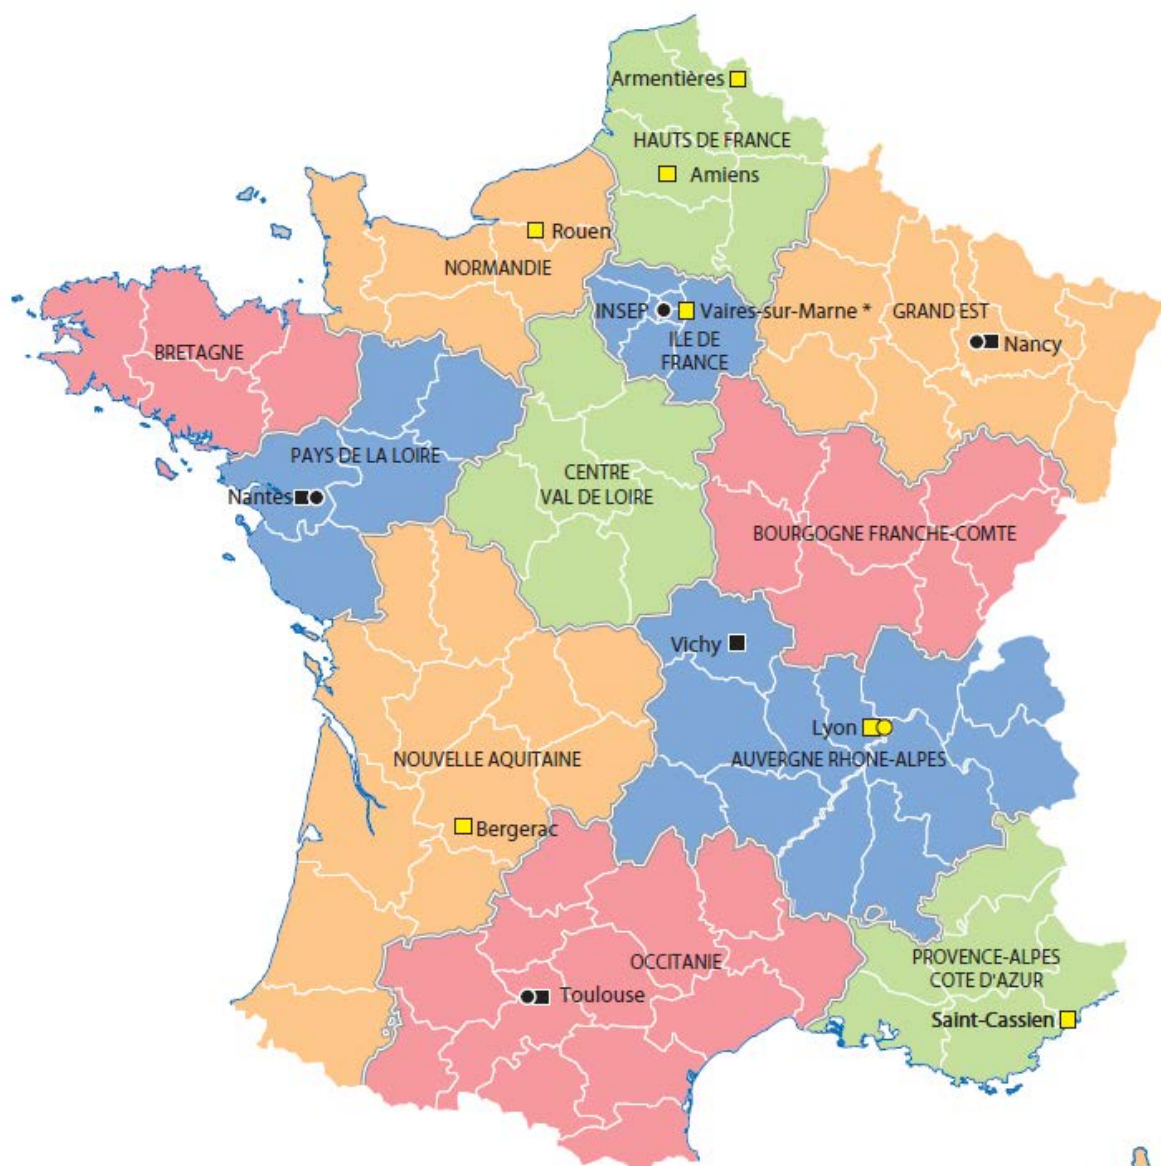 Armentières
HAUTS DE FRANCE
Amiens
Rouen
NORMANDIE
INSEP
Vaires-sur-Marne *
GRAND EST
ILE DE
FRANCE
Nancy
BRETAGNE
PAYS DE LA LOIRE
CENTRE
VAL DE LOIRE
Nantes
BOURGOGNE FRANCHE-COMTE
Vichy
Lyon
NOUVELLE AQUITAINE
AUVERGNE RHONE-ALPES
Bergerac
OCCITANIE
PROVENCE-ALPES
COTE D'AZUR
Toulouse
Saint-Cassien